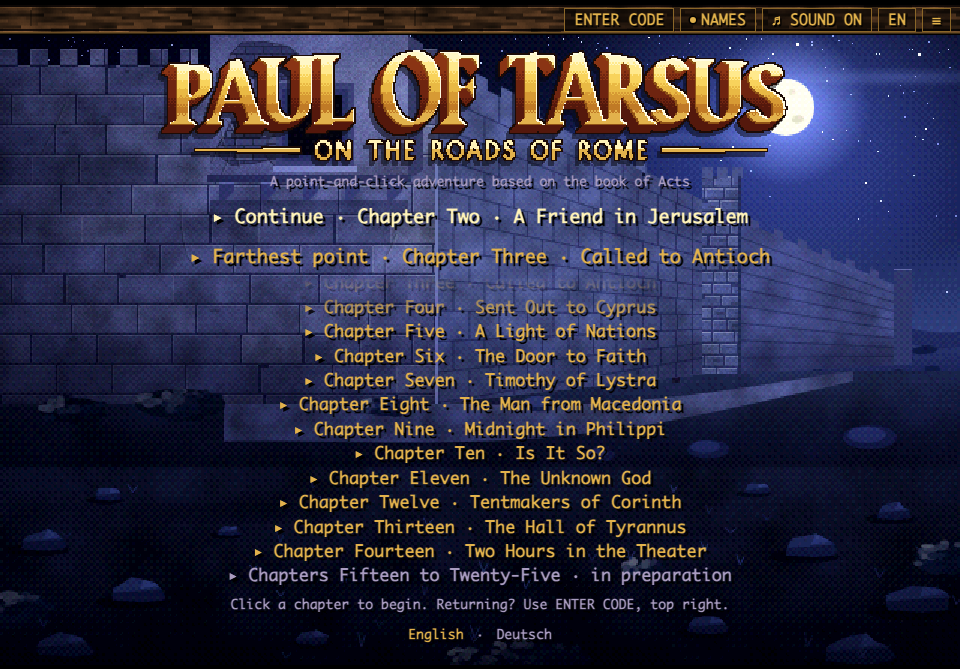 ENTER CODE
• NAMES
♬ SOUND ON
EN
≡
PAUL OF TARSUS
ON THE ROADS OF ROME
A point-and-click adventure based on the book of Acts
▸ Continue · Chapter Two · A Friend in Jerusalem
▸ Farthest point · Chapter Three · Called to Antioch
▸ Chapter Three · Called to Antioch
▸ Chapter Four · Sent Out to Cyprus
▸ Chapter Five · A Light of Nations
▸ Chapter Six · The Door to Faith
▸ Chapter Seven · Timothy of Lystra
▸ Chapter Eight · The Man from Macedonia
▸ Chapter Nine · Midnight in Philippi
▸ Chapter Ten · Is It So?
▸ Chapter Eleven · The Unknown God
▸ Chapter Twelve · Tentmakers of Corinth
▸ Chapter Thirteen · The Hall of Tyrannus
▸ Chapter Fourteen · Two Hours in the Theater
▸ Chapters Fifteen to Twenty-Five · in preparation
Click a chapter to begin. Returning? Use ENTER CODE, top right.
English · Deutsch